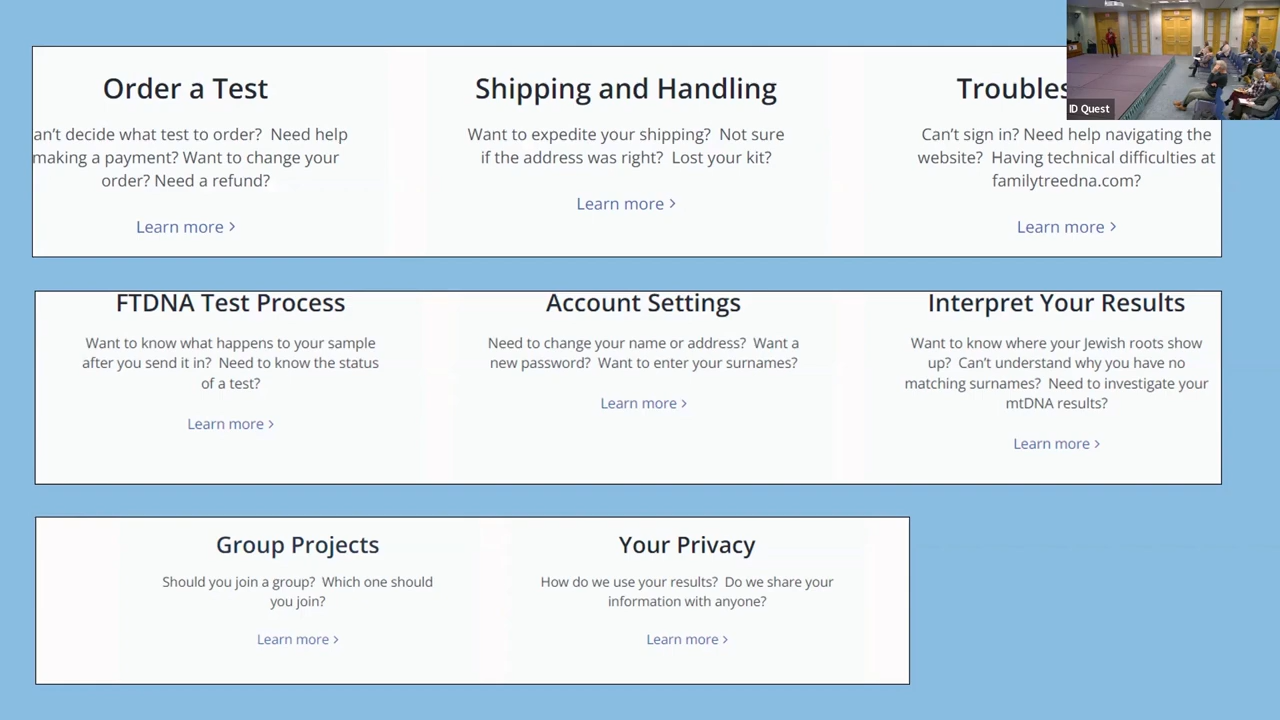 Order a Test
an't decide what test to order? Need help
making a payment? Want to change your
order? Need a refund?
Learn more >
Shipping and Handling
Want to expedite your shipping? Not sure
if the address was right? Lost your kit?
Learn more >
Troubles
Can't sign in? Need help navigating the
website? Having technical difficulties at
familytreedna.com?
Learn more >
ID Quest
FTDNA Test Process
Want to know what happens to your sample
after you send it in? Need to know the status
of a test?
Learn more >
Account Settings
Need to change your name or address? Want a
new password? Want to enter your surnames?
Learn more >
Interpret Your Results
Want to know where your Jewish roots show
up? Can't understand why you have no
matching surnames? Need to investigate your
mtDNA results?
Learn more >
Group Projects
Should you join a group? Which one should
you join?
Learn more >
Your Privacy
How do we use your results? Do we share your
information with anyone?
Learn more >